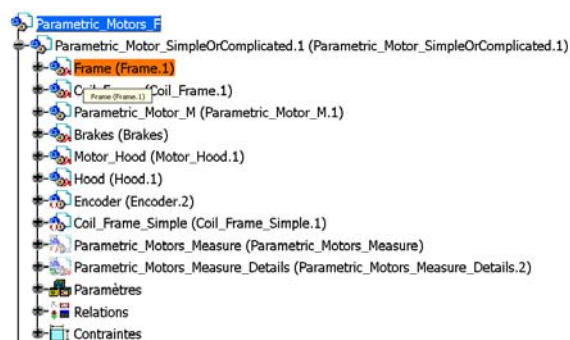 Parametric_Motors_F
Parametric_Motor_SimpleOrComplicated.1 (Parametric_Motor_SimpleOrComplicated.1)
Frame (Frame.1)
(Coil_Frame.1)
Frame (Frame.1)
Parametric_Motor_M (Parametric_Motor_M.1)
Brakes (Brakes)
Motor_Hood (Motor_Hood.1)
Hood (Hood.1)
Encoder (Encoder.2)
Coil_Frame_Simple (Coil_Frame_Simple.1)
Parametric_Motors_Measure (Parametric_Motors_Measure)
Parametric_Motors_Measure_Details (Parametric_Motors_Measure_Details.2)
Paramètres
Relations
Contraintes